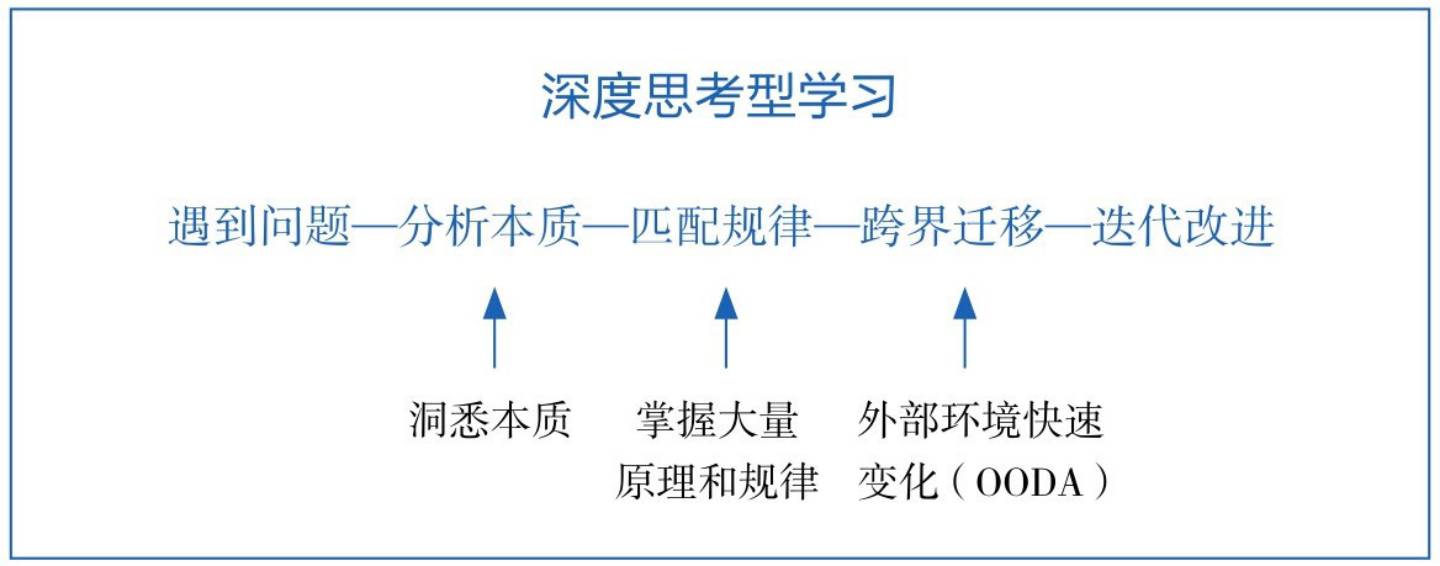 深度思考型学习
遇到问题—分析本质—匹配规律—跨界迁移—迭代改进
洞悉本质
掌握大量
原理和规律
外部环境快速
变化（OODA）